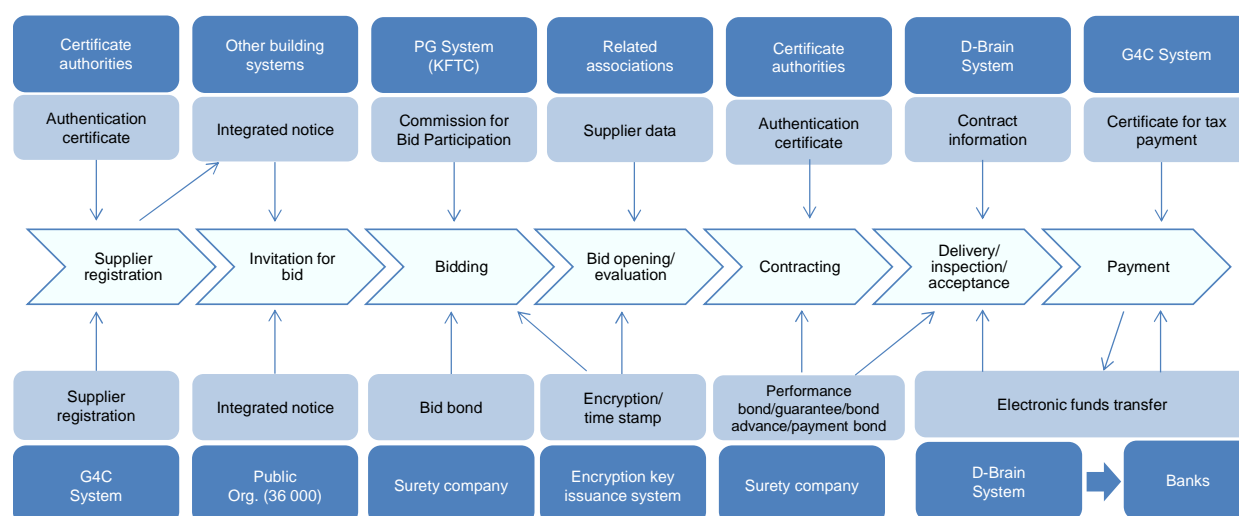 Certificate
authorities
Other building
systems
PG System
(KFTC)
Related
associations
Certificate
authorities
D-Brain
System
G4C System
Authentication
certificate
Integrated notice
Commission for
Bid Participation
Supplier data
Authentication
certificate
Contract
information
Certificate for tax
payment
Supplier
registration
Invitation for
bid
Bidding
Bid opening/
evaluation
Contracting
Delivery/
inspection/
acceptance
Payment
Supplier
registration
Integrated notice
Bid bond
Encryption/
time stamp
Performance
bond/guarantee/bond
advance/payment bond
Electronic funds transfer
G4C
System
Public
Org. (36 000)
Surety company
Encryption key
issuance system
Surety company
D-Brain
System
Banks